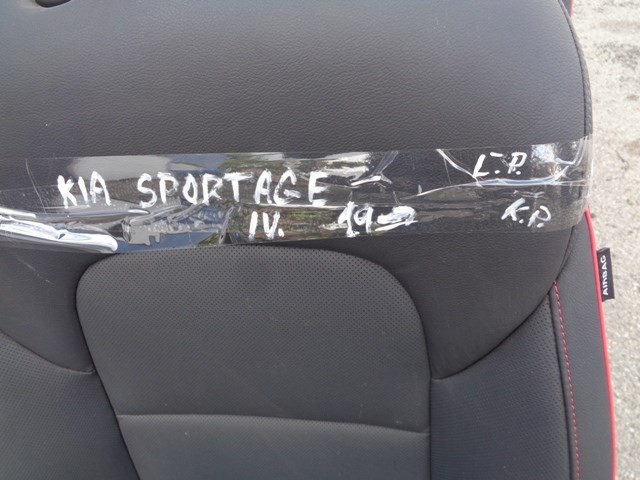 KIA SPORTAGE
IV. 19
L.P.
K.P.
AIRBAG